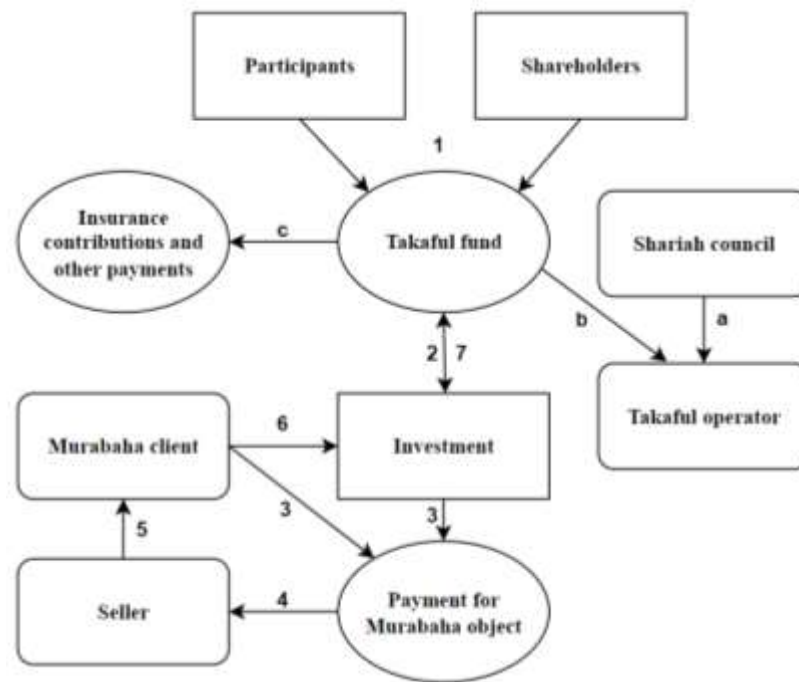 Participants
Shareholders
1
Insurance
contributions and
other payments
c
Takaful fund
Shariah council
b
a
2
7
Takaful operator
Murabaha client
6
Investment
3
3
5
Seller
4
Payment for
Murabaha object